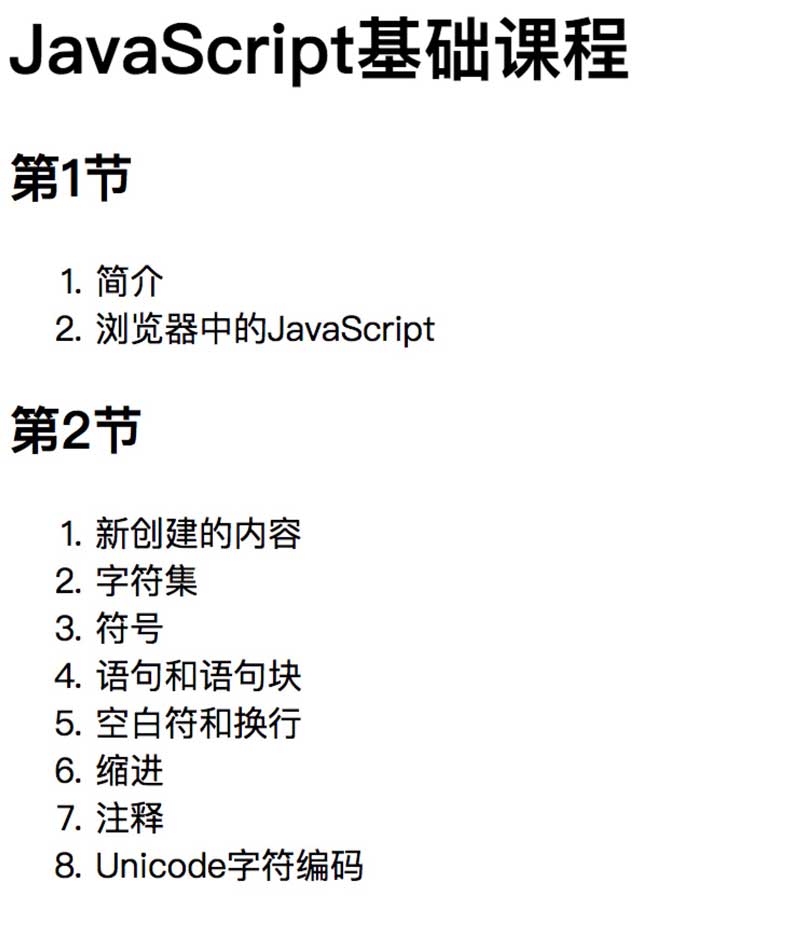 JavaScript基础课程
第1节
1. 简介
2. 浏览器中的JavaScript
第2节
1. 新创建的内容
2. 字符集
3. 符号
4. 语句和语句块
5. 空白符和换行
6. 缩进
7. 注释
8. Unicode字符编码